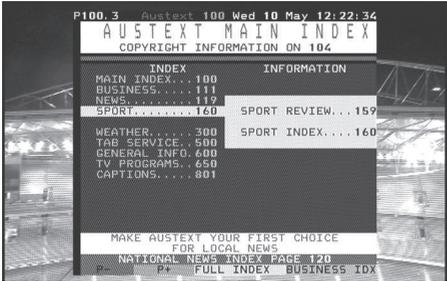 P100.3 Austext 100 Wed 10 May 12:22:34
AUSTEXT MAIN INDEX
COPYRIGHT INFORMATION ON 104
INDEX INFORMATION
MAIN INDEX...100
BUSINESS.....111
NEWS.........119
SPORT........160 SPORT REVIEW...159
WEATHER......300 SPORT INDEX....160
TAB SERVICE..500
GENERAL INFO.600
TV PROGRAMS..650
CAPTIONS.....801
MAKE AUSTEXT YOUR FIRST CHOICE
FOR LOCAL NEWS
NATIONAL NEWS INDEX PAGE 120
P- P+ FULL INDEX BUSINESS IDX